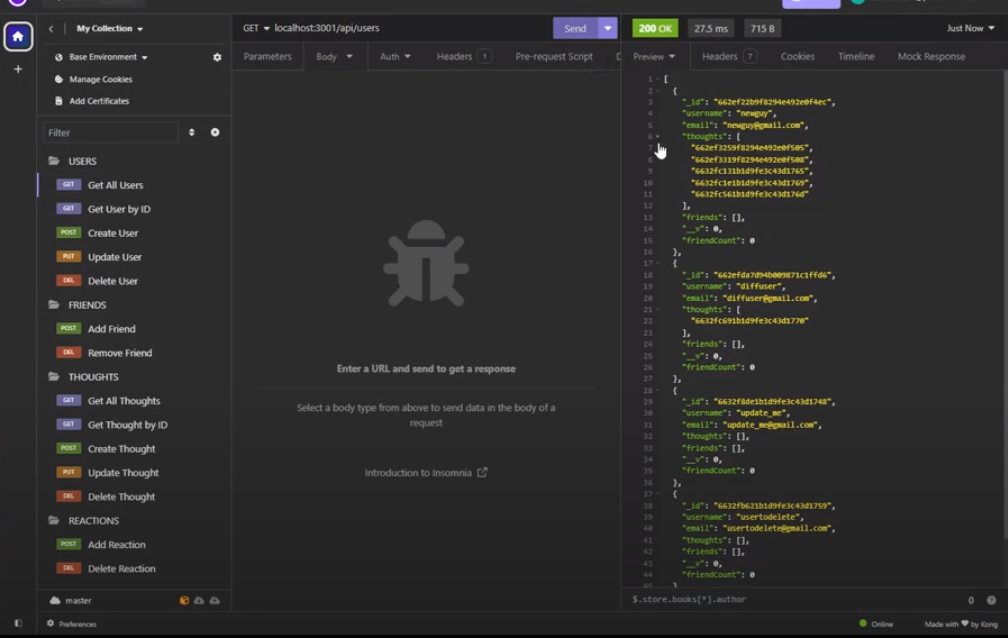 My Collection
GET localhost:3001/api/users
Send
200 OK
27.5 ms
715 B
Just Now
Base Environment
Manage Cookies
Add Certificates
Parameters
Body
Auth
Headers 1
Pre-request Script
Preview
Headers 7
Cookies
Timeline
Mock Response
Filter
USERS
GET Get All Users
GET Get User by ID
POST Create User
PUT Update User
DEL Delete User
FRIENDS
POST Add Friend
DEL Remove Friend
THOUGHTS
GET Get All Thoughts
GET Get Thought by ID
POST Create Thought
PUT Update Thought
DEL Delete Thought
REACTIONS
POST Add Reaction
DEL Delete Reaction
master
Preferences
Enter a URL and send to get a response
Select a body type from above to send data in the body of a
request
Introduction to Insomnia
1 [
2 {
3 "_id": "662ef22b9f8294e492e0f4ec",
4 "username": "newguy",
5 "email": "newguy@gmail.com",
6 "thoughts": [
7 "662ef3259f8294e492e0f505",
8 "662ef3319f8294e492e0f508",
9 "6632fc131b1d9fe3c43d1765",
10 "6632fc1e1b1d9fe3c43d1769",
11 "6632fc561b1d9fe3c43d176d"
12 ],
13 "friends": [],
14 "__v": 0,
15 "friendCount": 0
16 },
17 {
18 "_id": "662efda7d94b009871c1ffd6",
19 "username": "diffuser",
20 "email": "diffuser@gmail.com",
21 "thoughts": [
22 "6632fc691b1d9fe3c43d1770"
23 ],
24 "friends": [],
25 "__v": 0,
26 "friendCount": 0
27 },
28 {
29 "_id": "6632f8de1b1d9fe3c43d1748",
30 "username": "update_me",
31 "email": "update_me@gmail.com",
32 "thoughts": [],
33 "friends": [],
34 "__v": 0,
35 "friendCount": 0
36 },
37 {
38 "_id": "6632fb621b1d9fe3c43d1759",
39 "username": "usertodelete",
40 "email": "usertodelete@gmail.com",
41 "thoughts": [],
42 "friends": [],
43 "__v": 0,
44 "friendCount": 0
45 }
$.store.books[*].author
0
Online
Made with ♥ by Kong